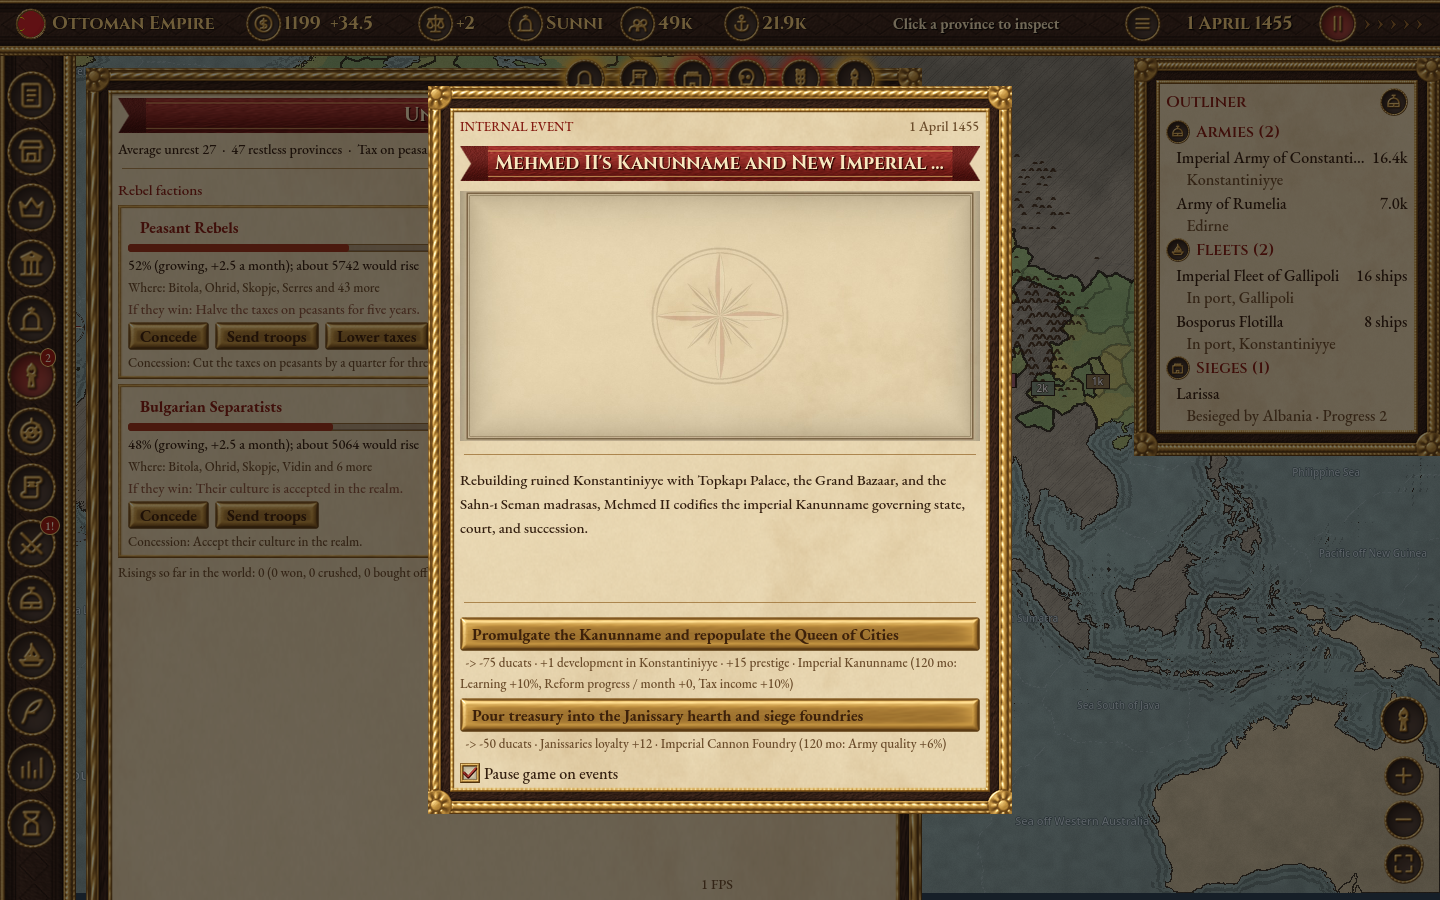 OTTOMAN EMPIRE
1199 +34.5
+2
SUNNI
49K
21.9K
Click a province to inspect
1 APRIL 1455
Average unrest 27 · 47 restless provinces · Tax on
Rebel factions
Peasant Rebels
52% (growing, +2.5 a month); about 5742 would rise
Where: Bitola, Ohrid, Skopje, Serres and 43 more
If they win: Halve the taxes on peasants for five years.
Concede
Send troops
Lower taxes
Concession: Cut the taxes on peasants by a quarter for
2
Bulgarian Separatists
48% (growing, +2.5 a month); about 5064 would rise
Where: Bitola, Ohrid, Skopje, Vidin and 6 more
If they win: Their culture is accepted in the realm.
Concede
Send troops
Concession: Accept their culture in the realm.
1!
Risings so far in the world: 0 (0 won, 0 crushed, 0 bought
INTERNAL EVENT
1 April 1455
MEHMED II'S KANUNNAME AND NEW IMPERIAL ...
Rebuilding ruined Konstantiniyye with Topkapı Palace, the Grand Bazaar, and the
Sahn-ı Seman madrasas, Mehmed II codifies the imperial Kanunname governing state,
court, and succession.
Promulgate the Kanunname and repopulate the Queen of Cities
-> -75 ducats · +1 development in Konstantiniyye · +15 prestige · Imperial Kanunname (120 mo:
Learning +10%, Reform progress / month +0, Tax income +10%)
Pour treasury into the Janissary hearth and siege foundries
-> -50 ducats · Janissaries loyalty +12 · Imperial Cannon Foundry (120 mo: Army quality +6%)
Pause game on events
1 FPS
OUTLINER
ARMIES (2)
Imperial Army of Constanti... 16.4k
Konstantiniyye
Army of Rumelia 7.0k
Edirne
FLEETS (2)
Imperial Fleet of Gallipoli 16 ships
In port, Gallipoli
Bosporus Flotilla 8 ships
In port, Konstantiniyye
SIEGES (1)
Larissa
Besieged by Albania · Progress 2
2k
1k
Philippine Sea
Pacific off New Guinea
Sea south of Java
Sea off Western Australia